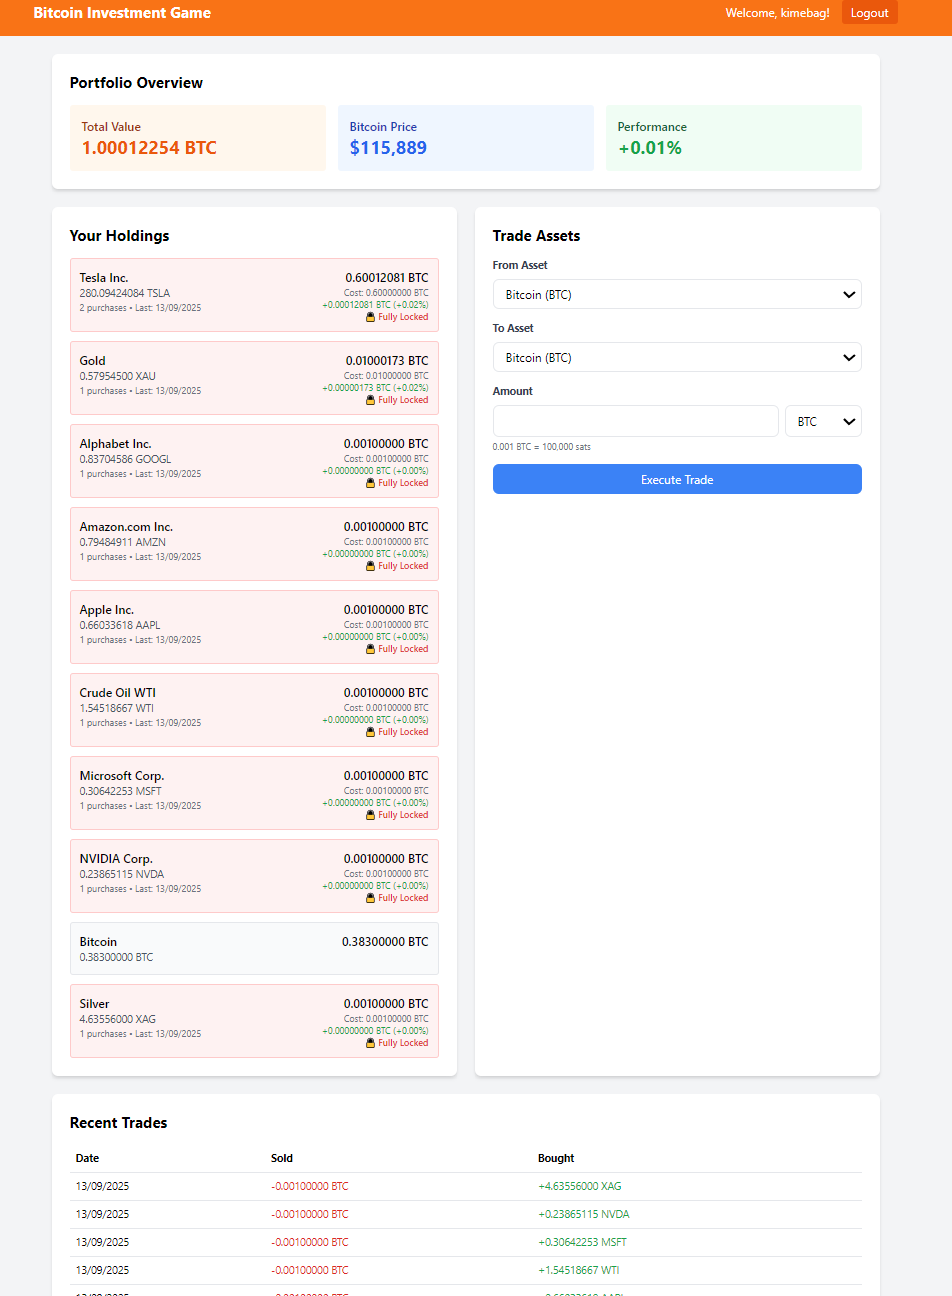 Bitcoin Investment Game
Welcome, kimebag!
Logout
Portfolio Overview
Total Value
1.00012254 BTC
Bitcoin Price
$115,889
Performance
+0.01%
Your Holdings
Tesla Inc.
0.60012081 BTC
280.09424084 TSLA
Cost: 0.60000000 BTC
2 purchases • Last: 13/09/2025
+0.00012081 BTC (+0.02%)
🔒 Fully Locked
Gold
0.01000173 BTC
0.57954500 XAU
Cost: 0.01000000 BTC
1 purchases • Last: 13/09/2025
+0.00000173 BTC (+0.02%)
🔒 Fully Locked
Alphabet Inc.
0.00100000 BTC
0.83704586 GOOGL
Cost: 0.00100000 BTC
1 purchases • Last: 13/09/2025
+0.00000000 BTC (+0.00%)
🔒 Fully Locked
Amazon.com Inc.
0.00100000 BTC
0.79484911 AMZN
Cost: 0.00100000 BTC
1 purchases • Last: 13/09/2025
+0.00000000 BTC (+0.00%)
🔒 Fully Locked
Apple Inc.
0.00100000 BTC
0.66033618 AAPL
Cost: 0.00100000 BTC
1 purchases • Last: 13/09/2025
+0.00000000 BTC (+0.00%)
🔒 Fully Locked
Crude Oil WTI
0.00100000 BTC
1.54518667 WTI
Cost: 0.00100000 BTC
1 purchases • Last: 13/09/2025
+0.00000000 BTC (+0.00%)
🔒 Fully Locked
Microsoft Corp.
0.00100000 BTC
0.30642253 MSFT
Cost: 0.00100000 BTC
1 purchases • Last: 13/09/2025
+0.00000000 BTC (+0.00%)
🔒 Fully Locked
NVIDIA Corp.
0.00100000 BTC
0.23865115 NVDA
Cost: 0.00100000 BTC
1 purchases • Last: 13/09/2025
+0.00000000 BTC (+0.00%)
🔒 Fully Locked
Bitcoin
0.38300000 BTC
0.38300000 BTC
Silver
0.00100000 BTC
4.63556000 XAG
Cost: 0.00100000 BTC
1 purchases • Last: 13/09/2025
+0.00000000 BTC (+0.00%)
🔒 Fully Locked
Trade Assets
From Asset
Bitcoin (BTC)
To Asset
Bitcoin (BTC)
Amount
BTC
0.001 BTC = 100,000 sats
Execute Trade
Recent Trades
Date Sold Bought
13/09/2025 -0.00100000 BTC +4.63556000 XAG
13/09/2025 -0.00100000 BTC +0.23865115 NVDA
13/09/2025 -0.00100000 BTC +0.30642253 MSFT
13/09/2025 -0.00100000 BTC +1.54518667 WTI